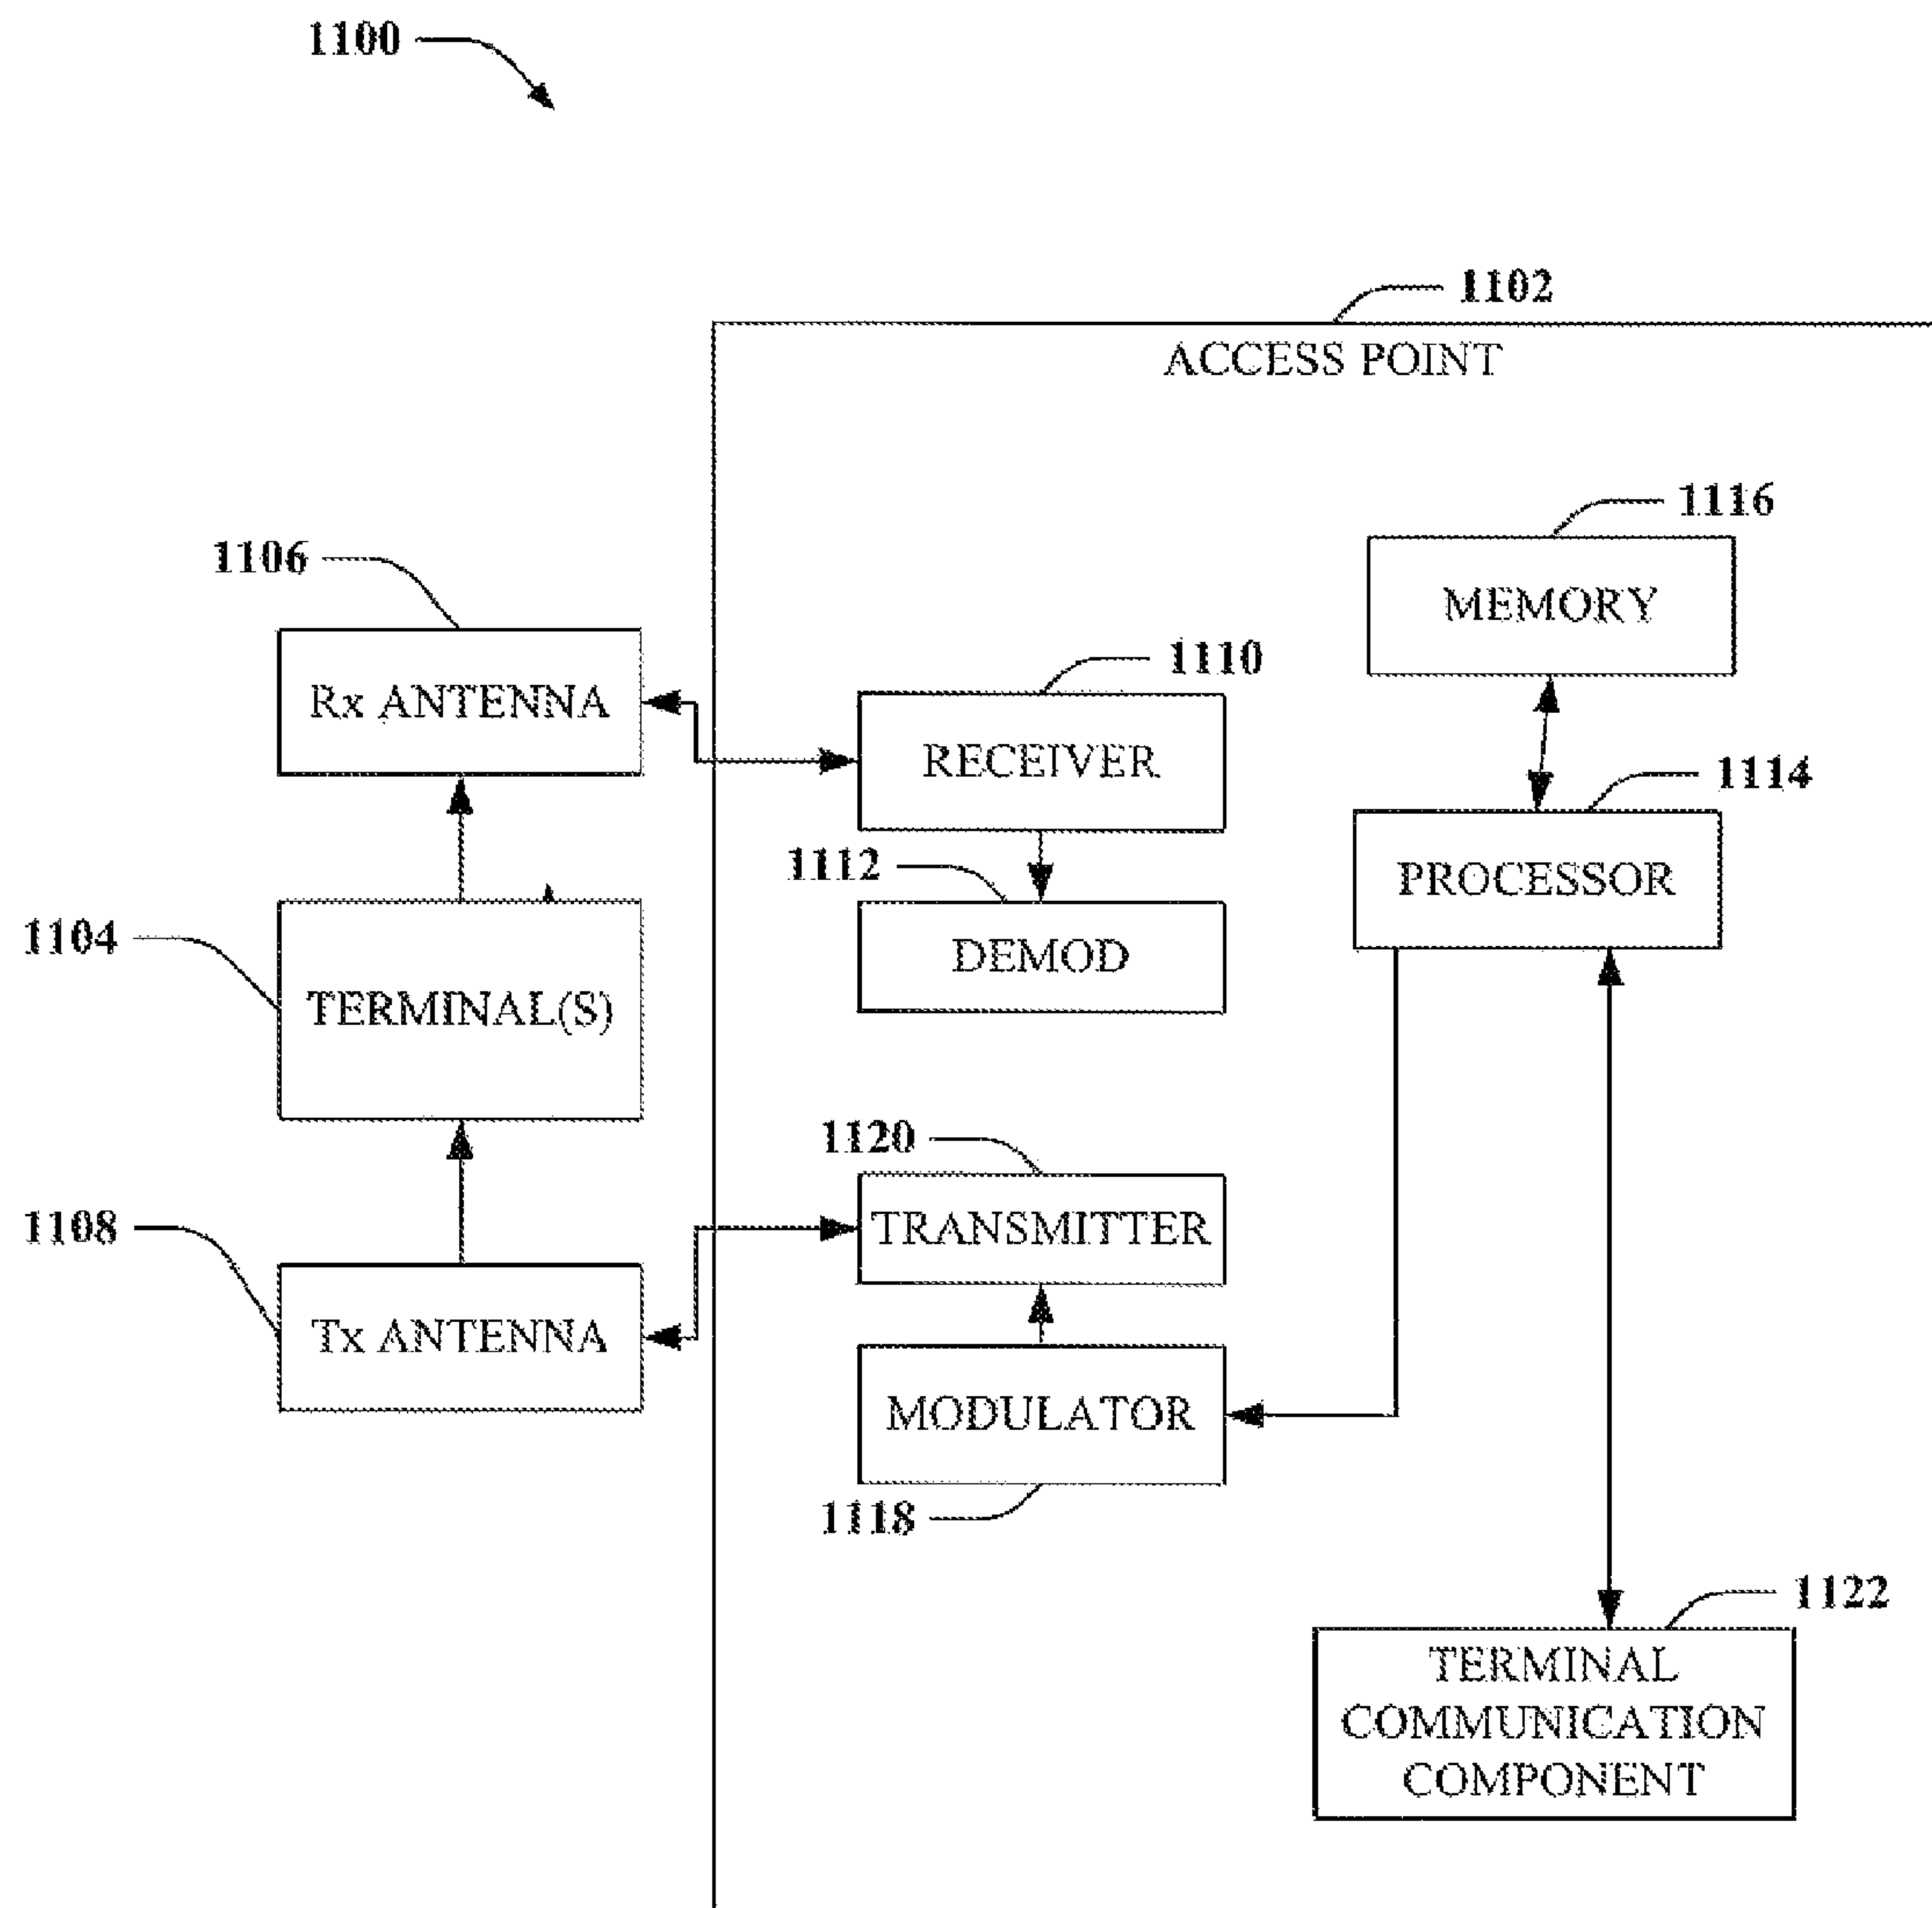 1100
1102
ACCESS POINT
1116
MEMORY
1106
Rx ANTENNA
1110
RECEIVER
1114
PROCESSOR
1112
DEMOD
1104
TERMINAL(S)
1120
TRANSMITTER
1108
Tx ANTENNA
MODULATOR
1118
1122
TERMINAL
COMMUNICATION
COMPONENT